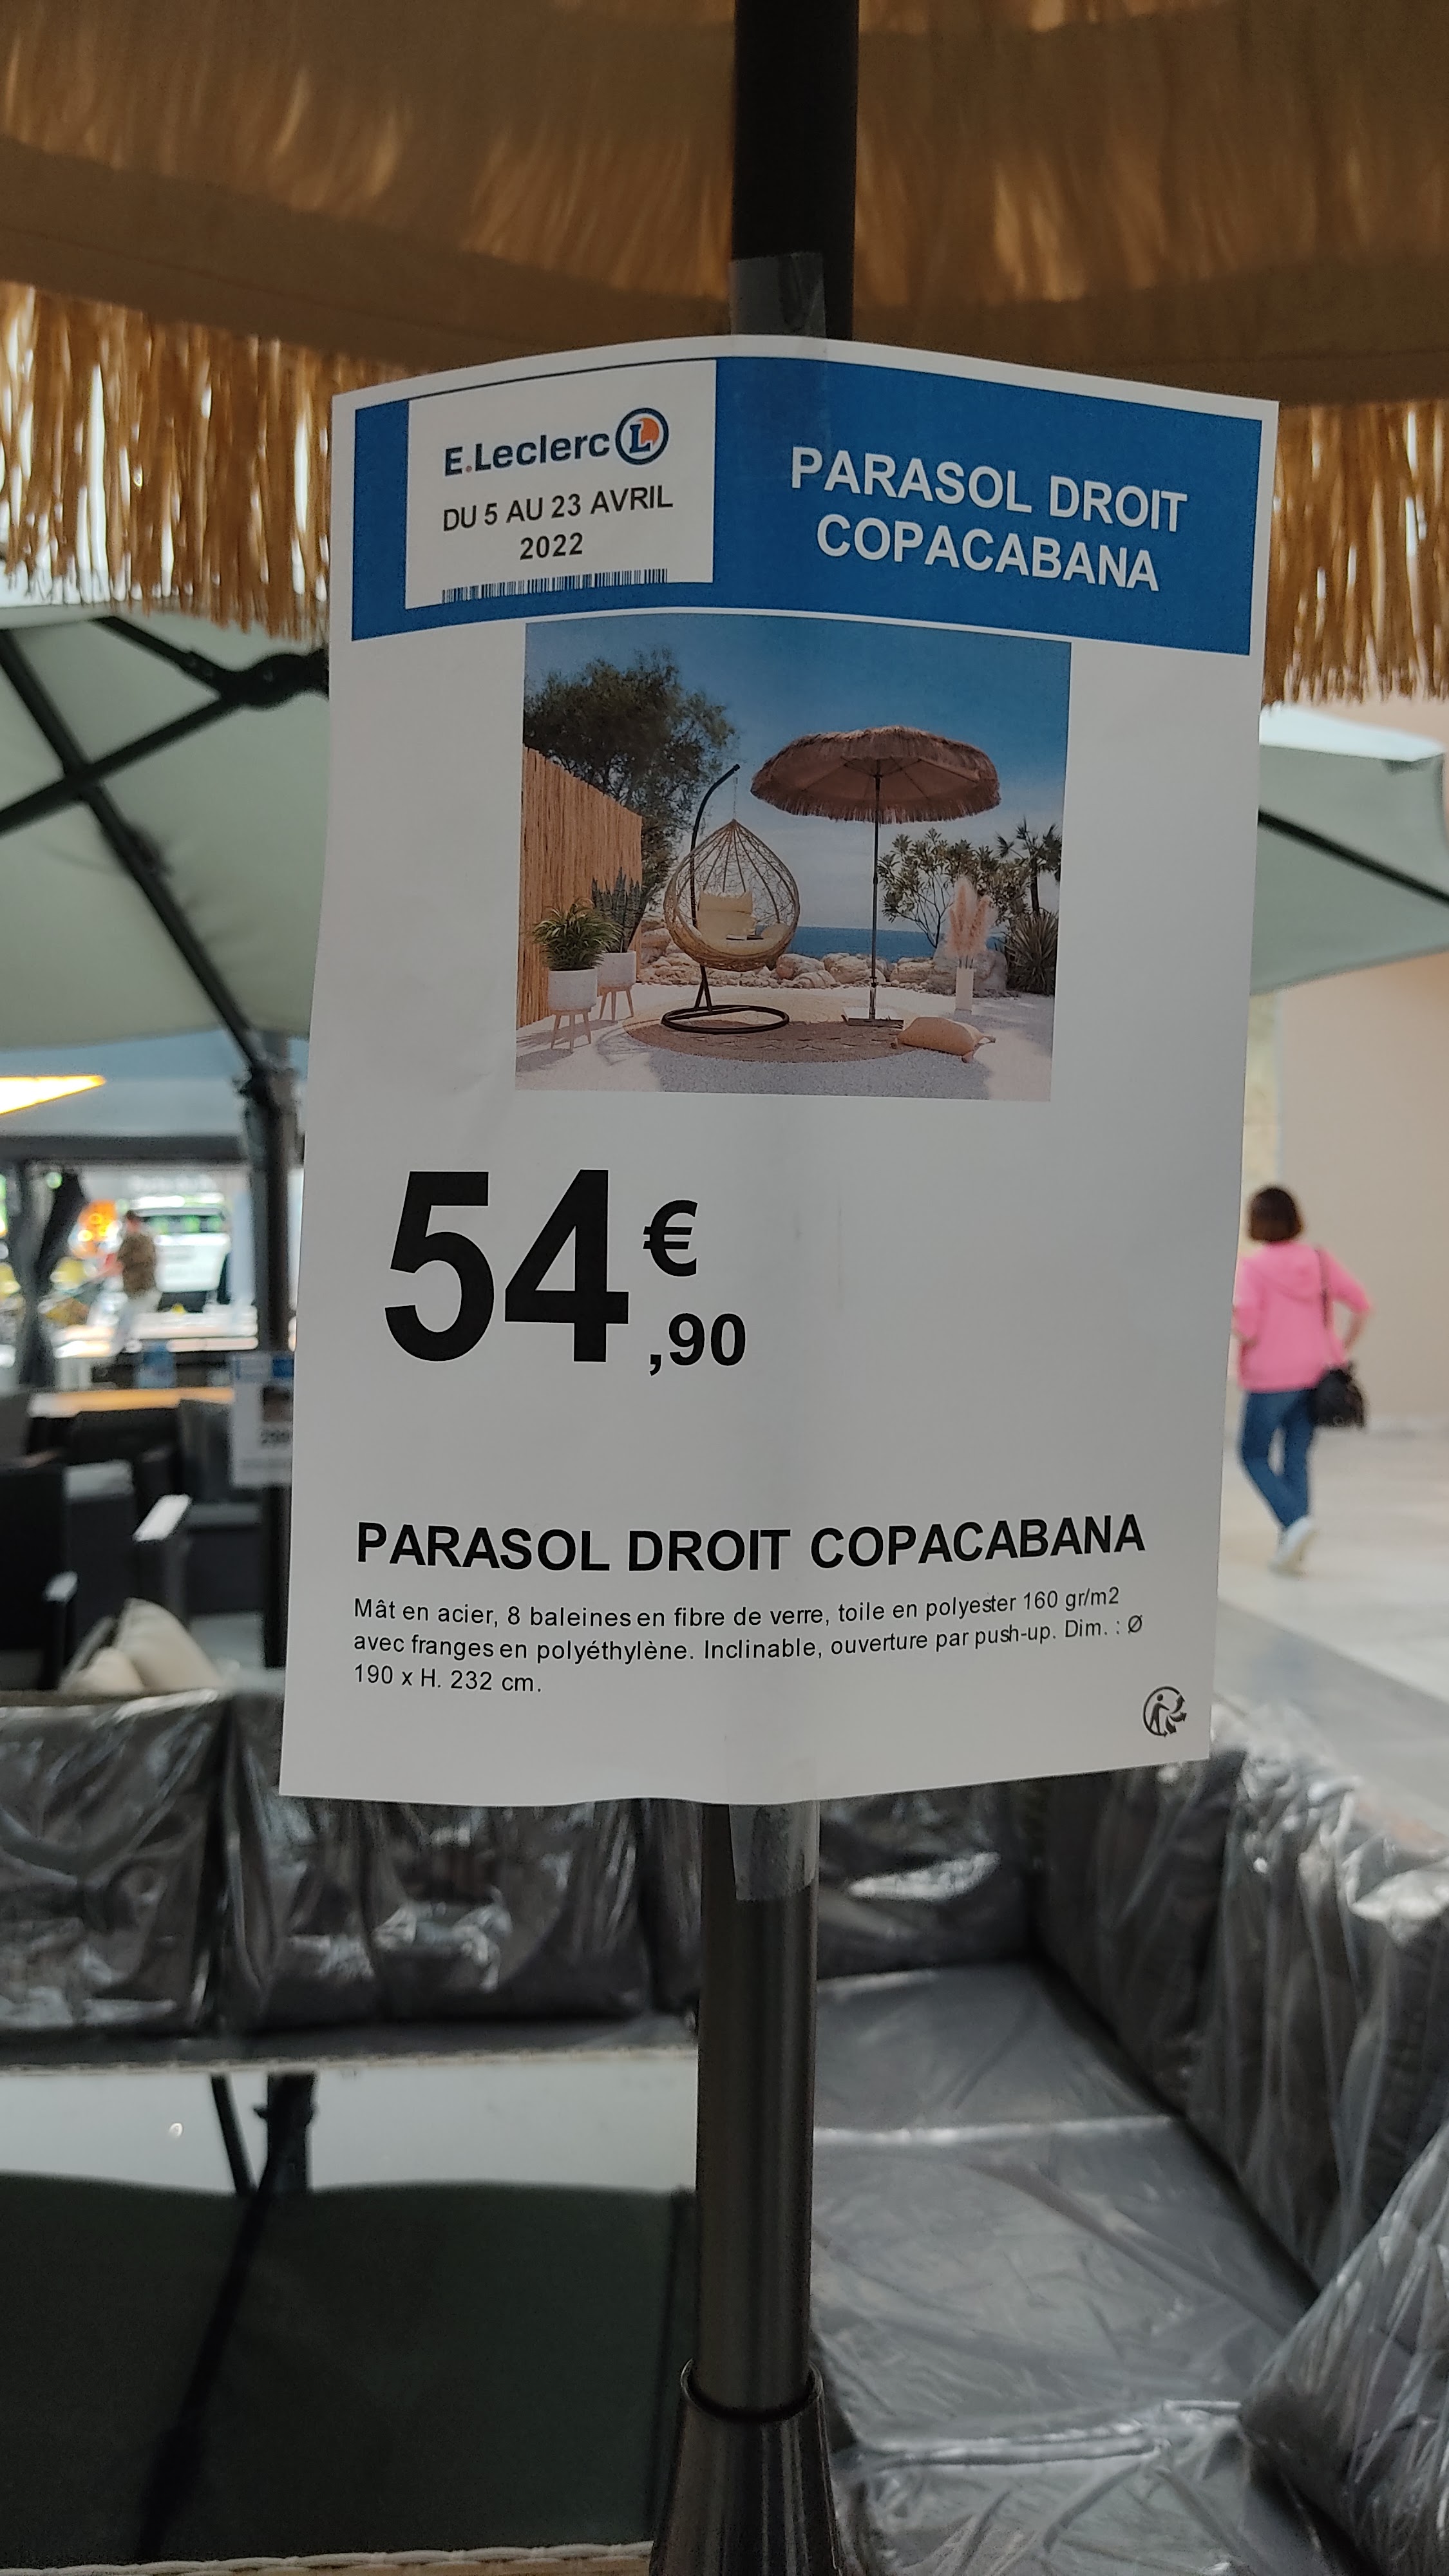 E.Leclerc L
DU 5 AU 23 AVRIL
2022
PARASOL DROIT
COPACABANA
54€,90
PARASOL DROIT COPACABANA
Mât en acier, 8 baleines en fibre de verre, toile en polyester 160 gr/m2
avec franges en polyéthylène. Inclinable, ouverture par push-up. Dim. : Ø
190 x H. 232 cm.